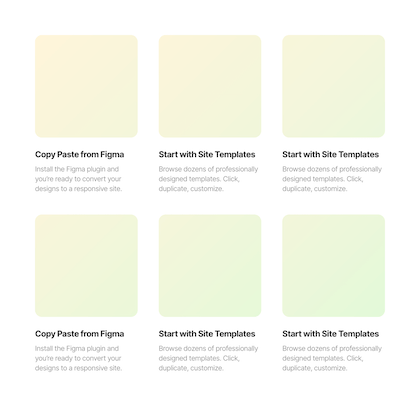 Copy Paste from Figma
Install the Figma plugin and
you're ready to convert your
designs to a responsive site.
Start with Site Templates
Browse dozens of professionally
designed templates. Click,
duplicate, customize.
Start with Site Templates
Browse dozens of professionally
designed templates. Click,
duplicate, customize.
Copy Paste from Figma
Install the Figma plugin and
you're ready to convert your
designs to a responsive site.
Start with Site Templates
Browse dozens of professionally
designed templates. Click,
duplicate, customize.
Start with Site Templates
Browse dozens of professionally
designed templates. Click,
duplicate, customize.